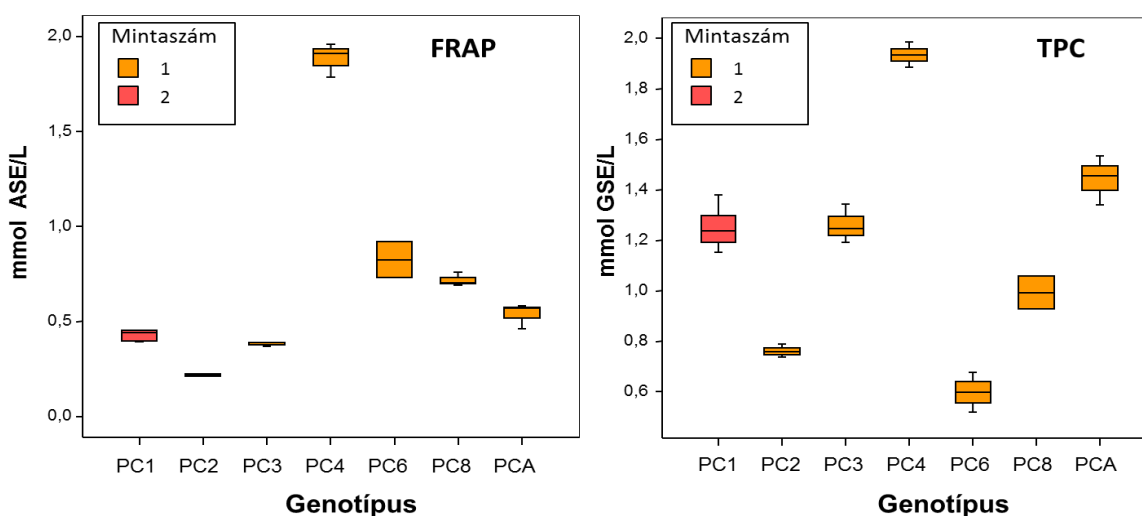 FRAP
Mintaszám
1
2
mmol ASE/L
2,0
1,5
1,0
0,5
0,0
PC1 PC2 PC3 PC4 PC6 PC8 PCA
Genotípus
TPC
Mintaszám
1
2
mmol GSE/L
2,0
1,8
1,6
1,4
1,2
1,0
0,8
0,6
PC1 PC2 PC3 PC4 PC6 PC8 PCA
Genotípus